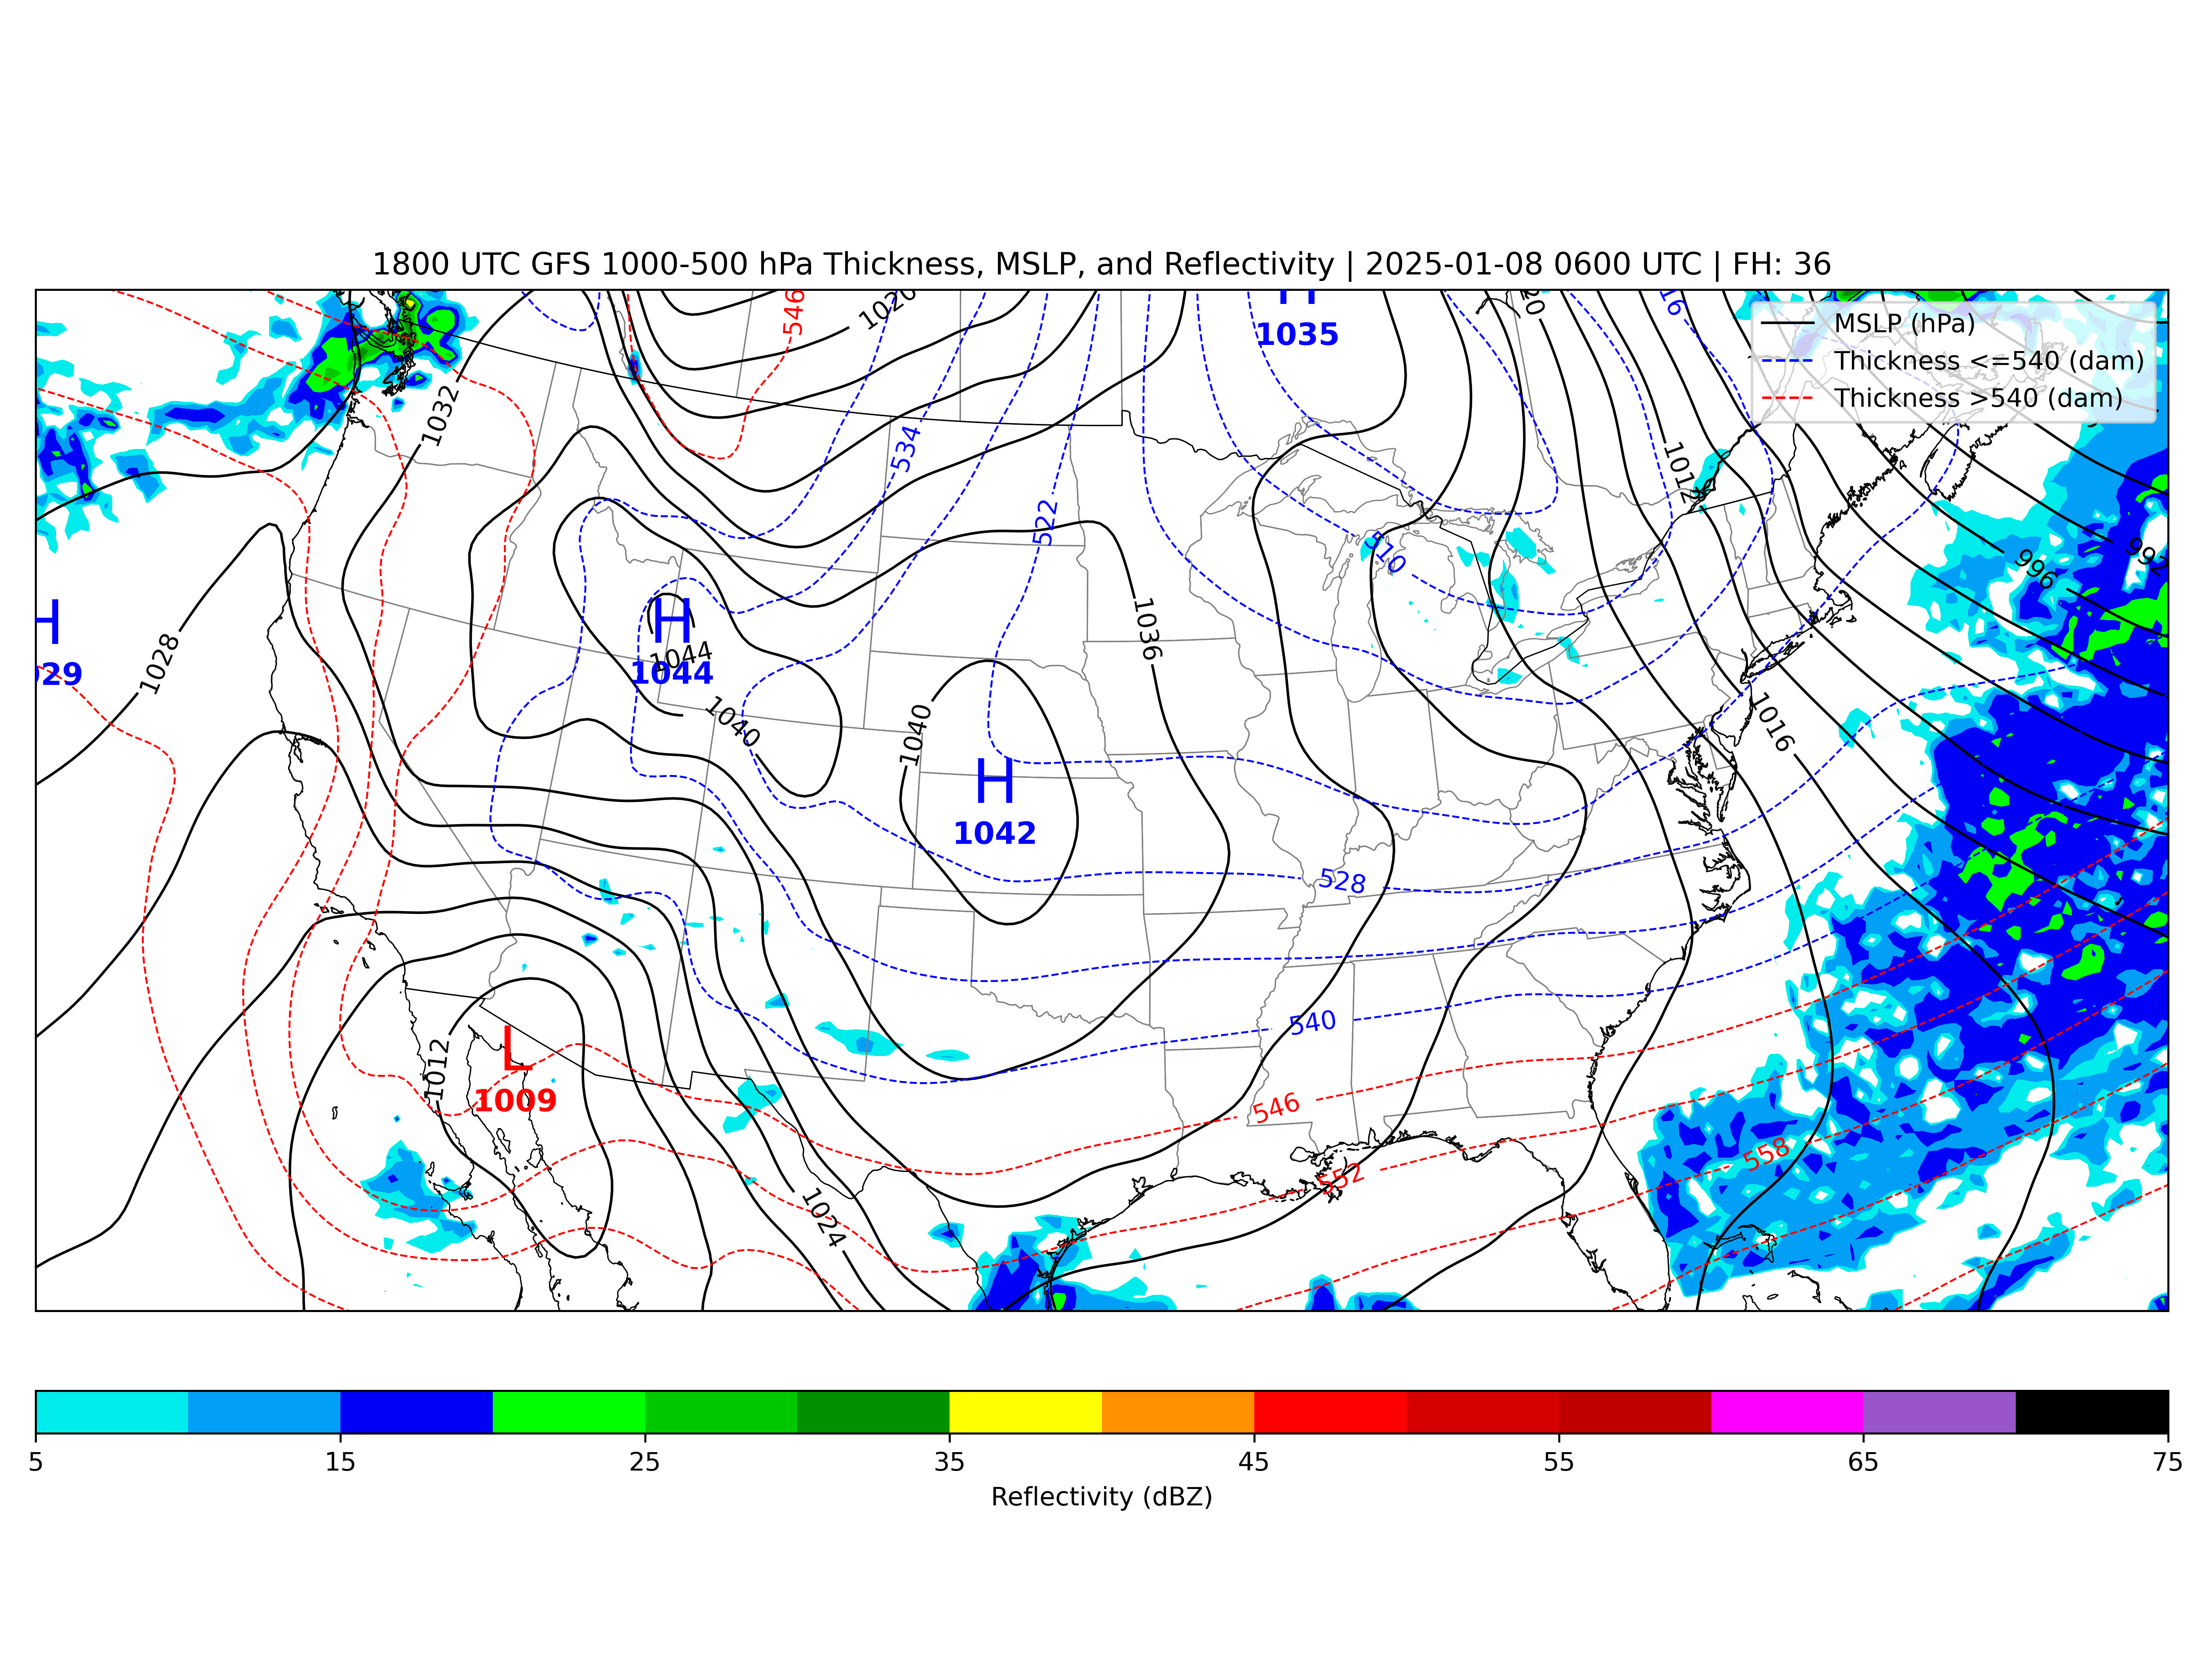 1800 UTC GFS 1000-500 hPa Thickness, MSLP, and Reflectivity | 2025-01-08 0600 UTC | FH: 36
546
1020
H
1035
20
16
MSLP (hPa)
Thickness <=540 (dam)
Thickness >540 (dam)
1032
534
522
1012
510
992
996
H
029
1028
H
1044
1044
1036
1040
1040
1016
H
1042
528
540
L
1009
1012
546
552
558
1024
5 15 25 35 45 55 65 75
Reflectivity (dBZ)